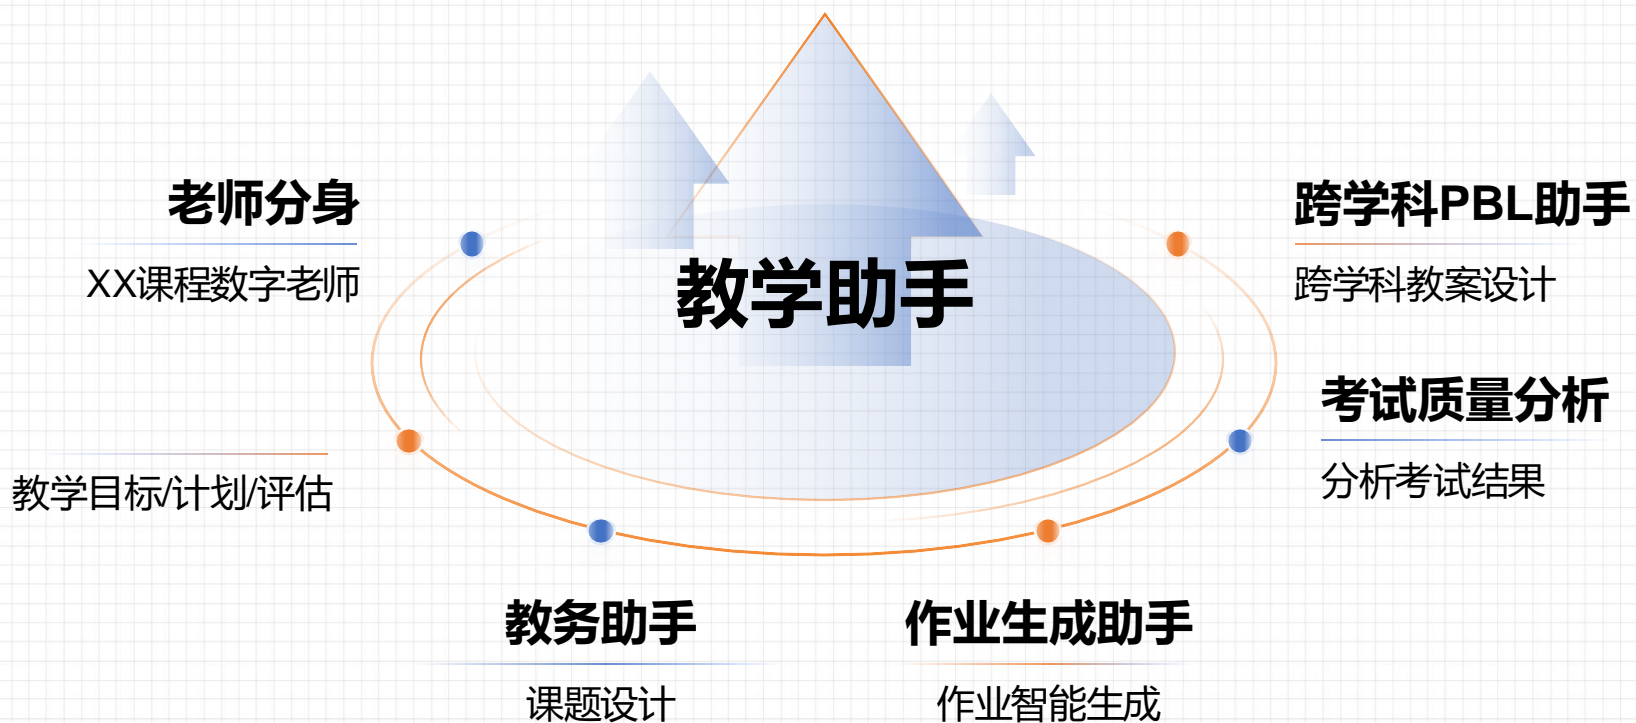 老师分身
XX课程数字老师
教学目标/计划/评估
教学助手
教务助手
课题设计
作业生成助手
作业智能生成
跨学科PBL助手
跨学科教案设计
考试质量分析
分析考试结果